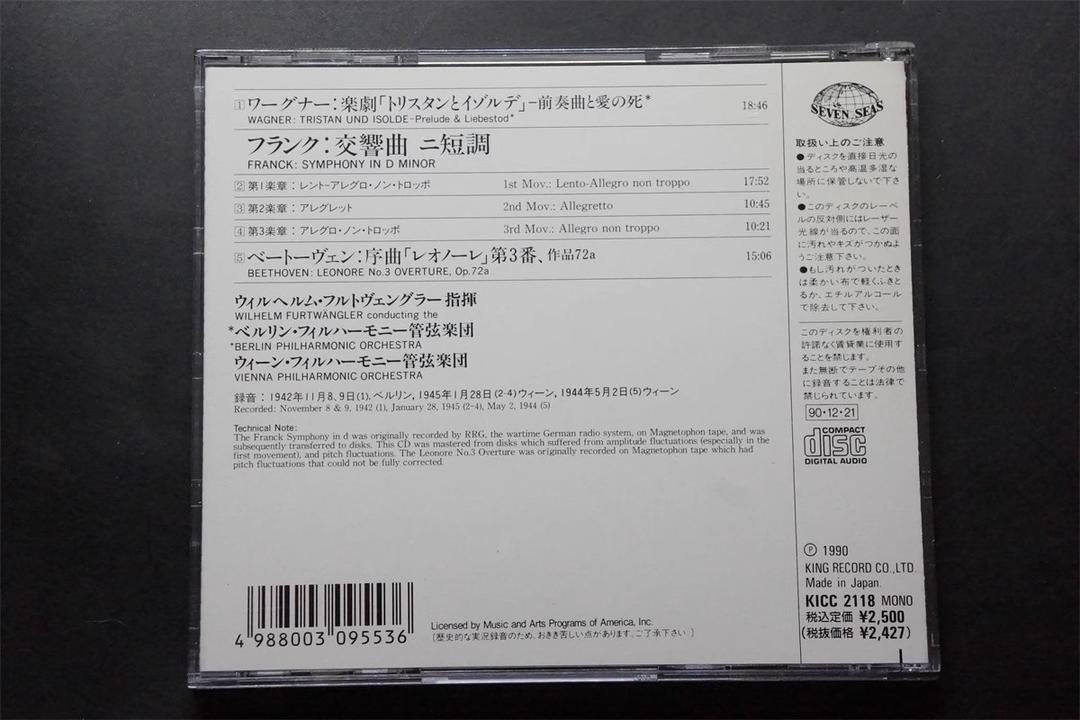 1 ワーグナー：楽劇「トリスタンとイゾルデ」–前奏曲と愛の死* 18:46
WAGNER: TRISTAN UND ISOLDE–Prelude & Liebestod*
フランク：交響曲 ニ短調
FRANCK: SYMPHONY IN D MINOR
2 第1楽章：レント–アレグロ・ノン・トロッポ 1st Mov.: Lento-Allegro non troppo 17:52
3 第2楽章：アレグレット 2nd Mov.: Allegretto 10:45
4 第3楽章：アレグロ・ノン・トロッポ 3rd Mov.: Allegro non troppo 10:21
5 ベートーヴェン：序曲「レオノーレ」第3番、作品72a 15:06
BEETHOVEN: LEONORE No.3 OVERTURE, Op.72a
ウィルヘルム・フルトヴェングラー 指揮
WILHELM FURTWÄNGLER conducting the
*ベルリン・フィルハーモニー管弦楽団
*BERLIN PHILHARMONIC ORCHESTRA
ウィーン・フィルハーモニー管弦楽団
VIENNA PHILHARMONIC ORCHESTRA
録音：1942年11月8、9日(1)、ベルリン、1945年1月28日(2-4)ウィーン、1944年5月2日(5)ウィーン
Recorded: November 8 & 9, 1942 (1), January 28, 1945 (2-4), May 2, 1944 (5)
Technical Note:
The Franck Symphony in d was originally recorded by RRG, the wartime German radio system, on Magnetophon tape, and was
subsequently transferred to disks. This CD was mastered from disks which suffered from amplitude fluctuations (especially in the
first movement), and pitch fluctuations. The Leonore No.3 Overture was originally recorded on Magnetophon tape which had
pitch fluctuations that could not be fully corrected.
4 988003 095536
Licensed by Music and Arts Programs of America, Inc.
[歴史的な実況録音のため、おきき苦しい点があります。ご了承下さい。]
SEVEN SEAS
取扱い上のご注意
●ディスクを直接日光の
当るところや高温多湿な
場所に保管しないで下さ
い。
●このディスクのレーベ
ルの反対側にはレーザー
光線が当るので、この面
に汚れやキズがつかぬよ
うご注意下さい。
●もし汚れがついたとき
は柔かい布で軽くふきと
るか、エチルアルコール
で除去して下さい。
このディスクを権利者の
許諾なく賃貸業に使用す
ることを禁じます。
また無断でテープその他
に録音することは法律で
禁じられています。
90・12・21
COMPACT
disc
DIGITAL AUDIO
Ⓟ 1990
KING RECORD CO.,LTD.
Made in Japan.
KICC 2118 MONO
税込定価 ¥2,500
(税抜価格 ¥2,427)